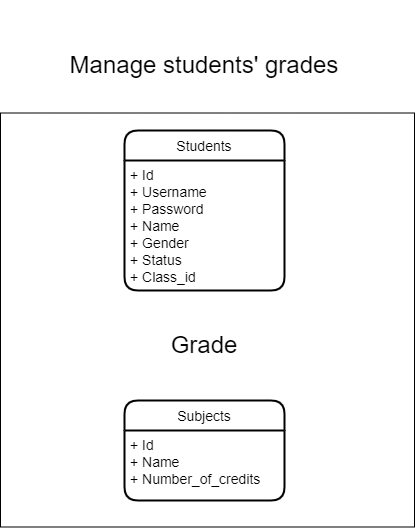 Manage students' grades
Students
+ Id
+ Username
+ Password
+ Name
+ Gender
+ Status
+ Class_id
Grade
Subjects
+ Id
+ Name
+ Number_of_credits